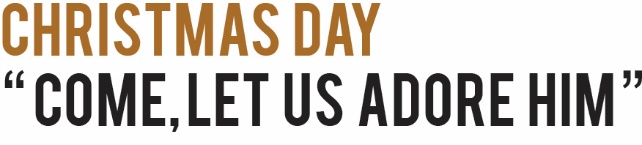 CHRISTMAS DAY
“COME, LET US ADORE HIM”